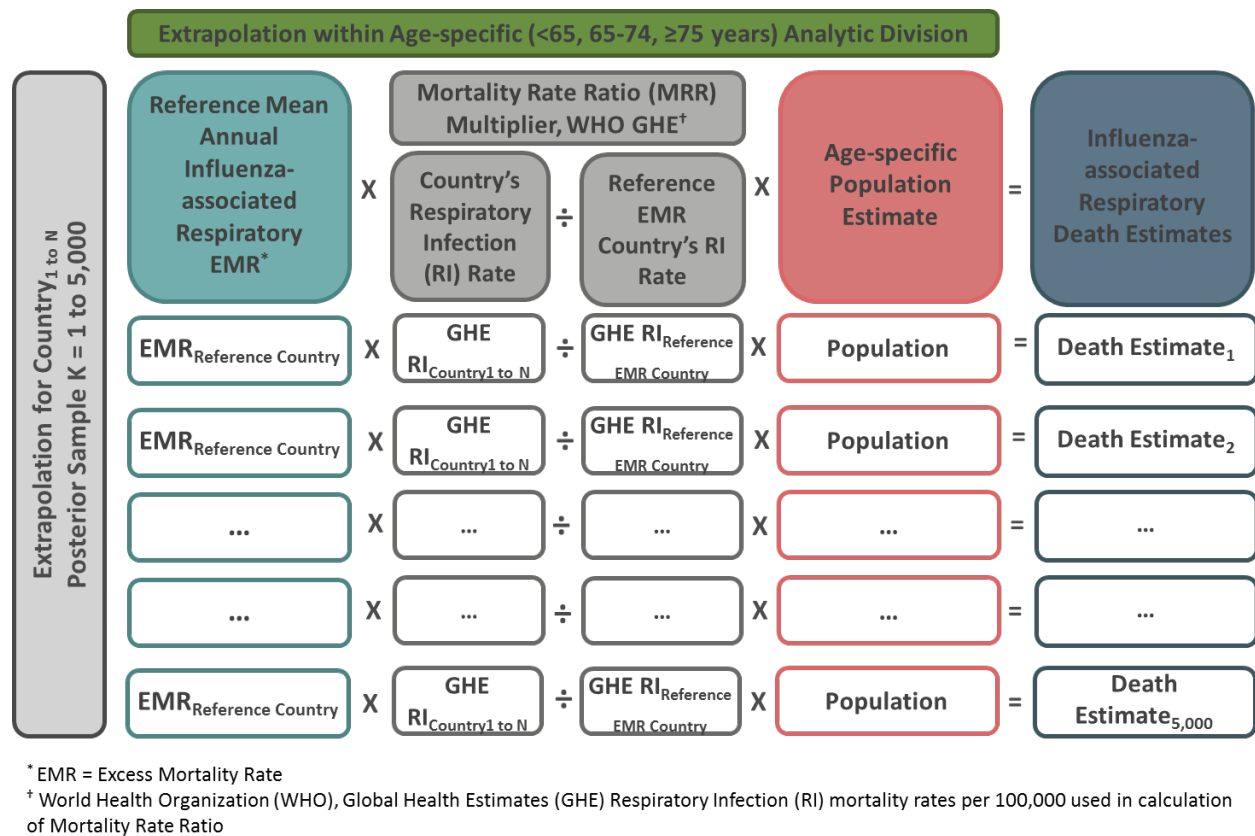 Extrapolation within Age-specific (<65, 65-74, ≥75 years) Analytic Division
Extrapolation for Country1 to N
Posterior Sample K = 1 to 5,000
Reference Mean
Annual
Influenza-
associated
Respiratory
EMR*
X
Mortality Rate Ratio (MRR)
Multiplier, WHO GHE†
Country's
Respiratory
Infection
(RI) Rate
÷
Reference
EMR
Country's RI
Rate
X
Age-specific
Population
Estimate
=
Influenza-
associated
Respiratory
Death Estimates
EMRReference Country
X
GHE
RICountry1 to N
÷
GHE RIReference
EMR Country
X
Population
=
Death Estimate1
EMRReference Country
X
GHE
RICountry1 to N
÷
GHE RIReference
EMR Country
X
Population
=
Death Estimate2
...
X
...
÷
...
X
...
=
...
...
X
...
÷
...
X
...
=
...
EMRReference Country
X
GHE
RICountry1 to N
÷
GHE RIReference
EMR Country
X
Population
=
Death
Estimate5,000
* EMR = Excess Mortality Rate
† World Health Organization (WHO), Global Health Estimates (GHE) Respiratory Infection (RI) mortality rates per 100,000 used in calculation
of Mortality Rate Ratio